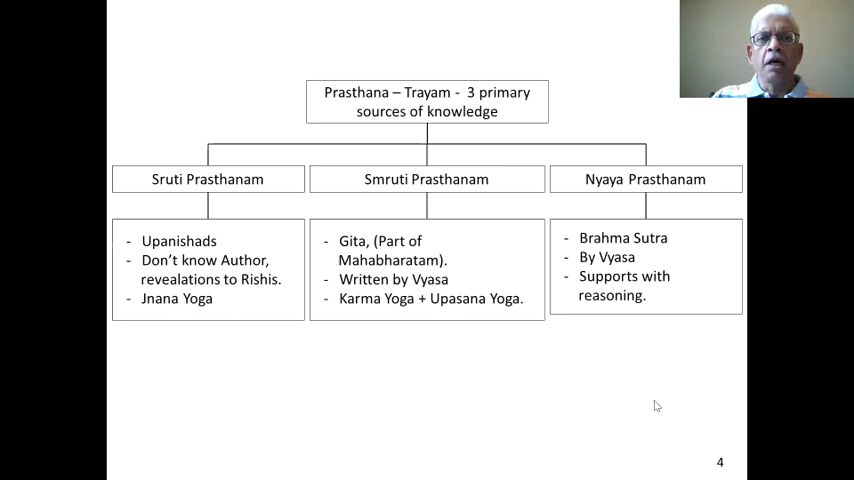 Prasthana – Trayam - 3 primary
sources of knowledge
Sruti Prasthanam
Smruti Prasthanam
Nyaya Prasthanam
- Upanishads
- Don't know Author,
revealations to Rishis.
- Jnana Yoga
- Gita, (Part of
Mahabharatam).
- Written by Vyasa
- Karma Yoga + Upasana Yoga.
- Brahma Sutra
- By Vyasa
- Supports with
reasoning.
4